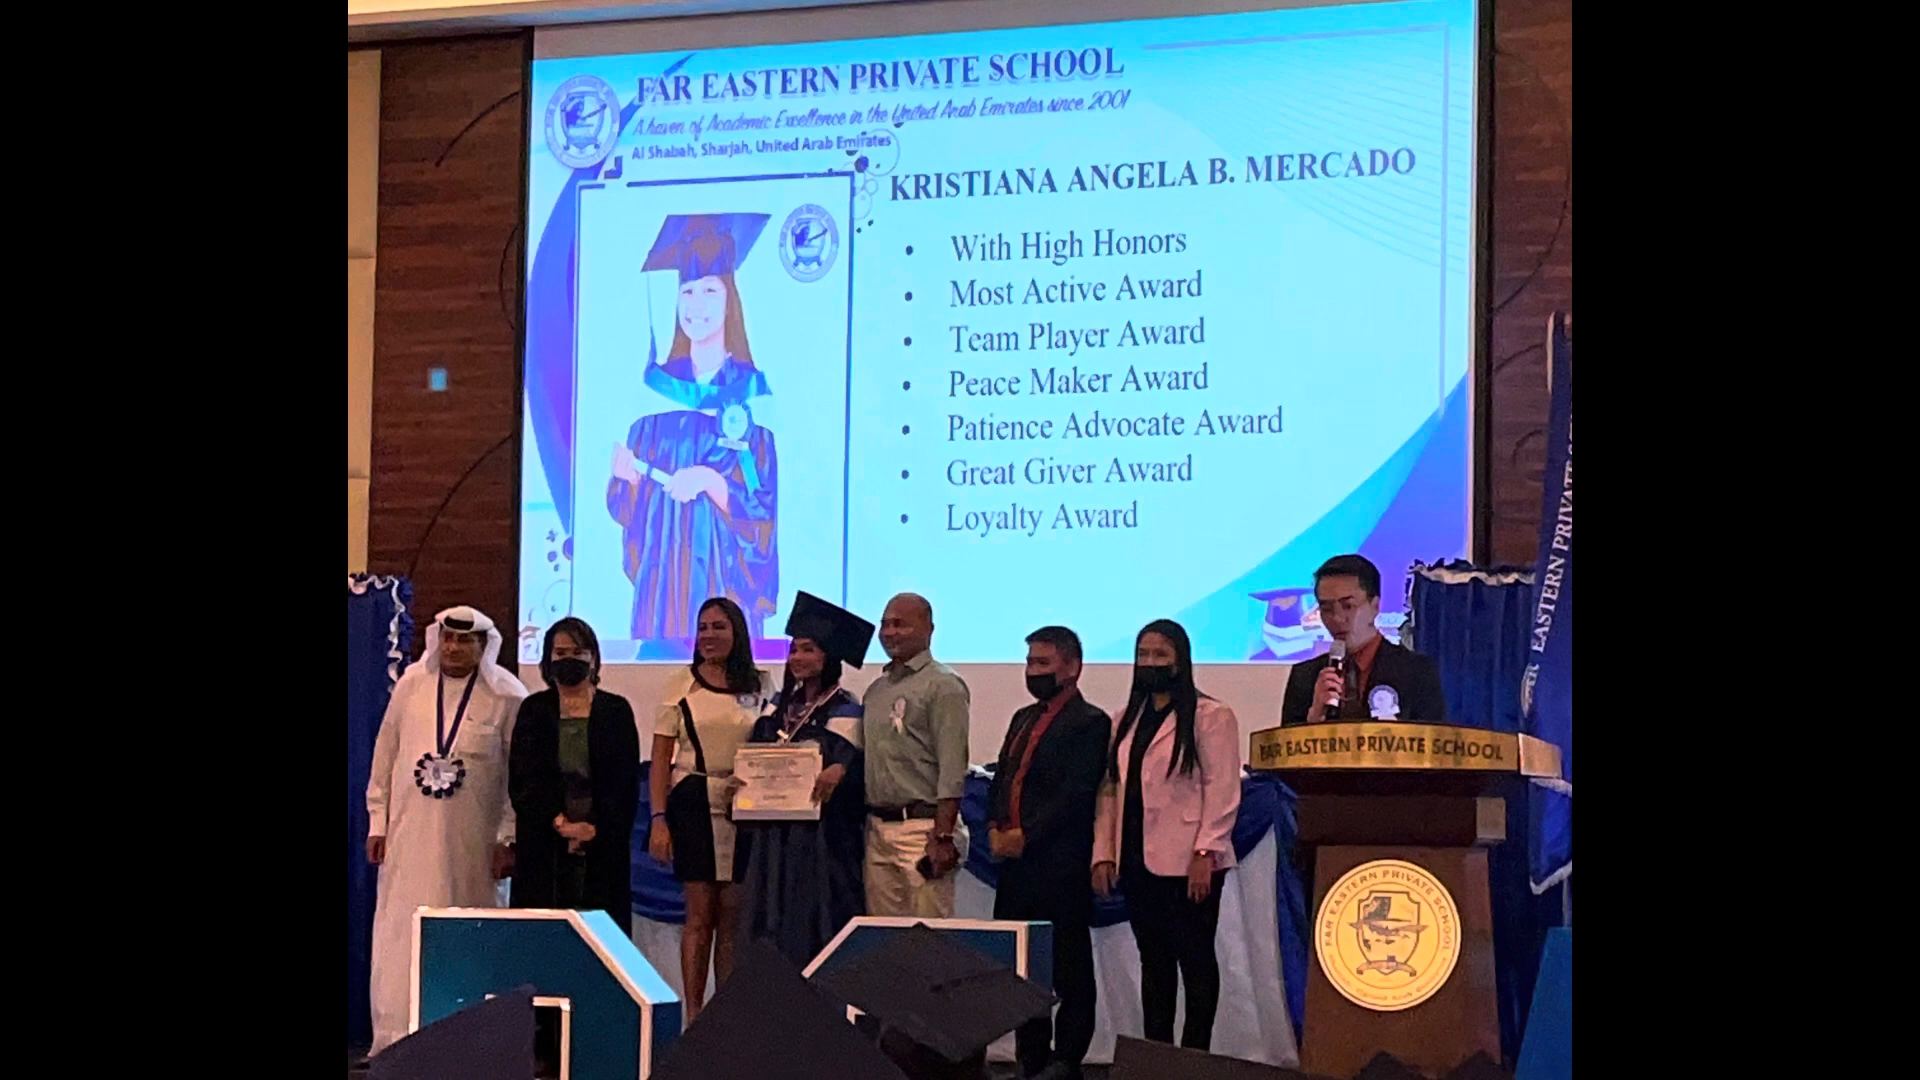 FAR EASTERN PRIVATE SCHOOL
A haven of Academic Excellence in the United Arab Emirates since 2001
Al Shabah, Sharjah, United Arab Emirates
KRISTIANA ANGELA B. MERCADO
• With High Honors
• Most Active Award
• Team Player Award
• Peace Maker Award
• Patience Advocate Award
• Great Giver Award
• Loyalty Award
EASTERN PRIVATE
FAR EASTERN PRIVATE SCHOOL
FAR EASTERN PRIVATE SCHOOL